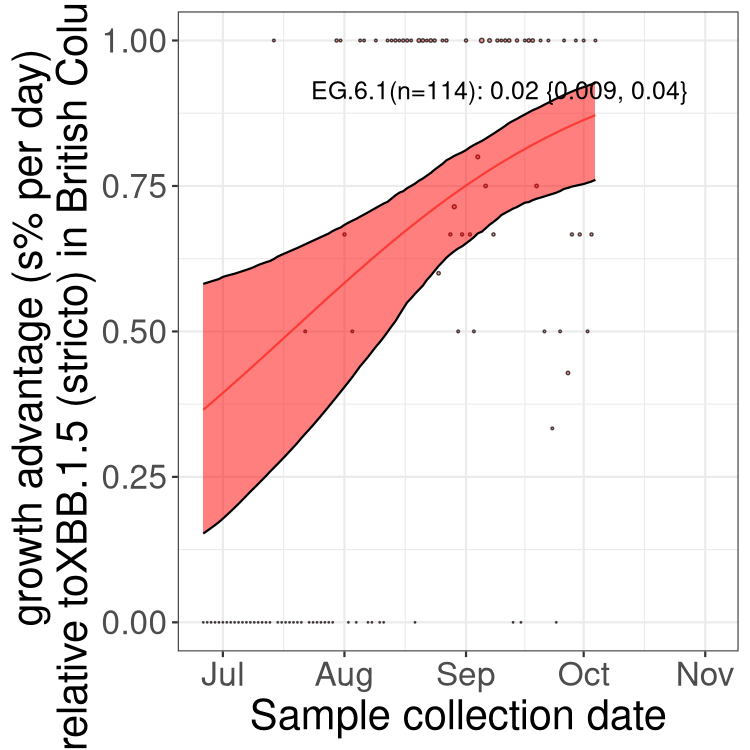 growth advantage (s% per day)
relative toXBB.1.5 (stricto) in British Colu
1.00
0.75
0.50
0.25
0.00
EG.6.1(n=114): 0.02 {0.009, 0.04}
Jul Aug Sep Oct Nov
Sample collection date